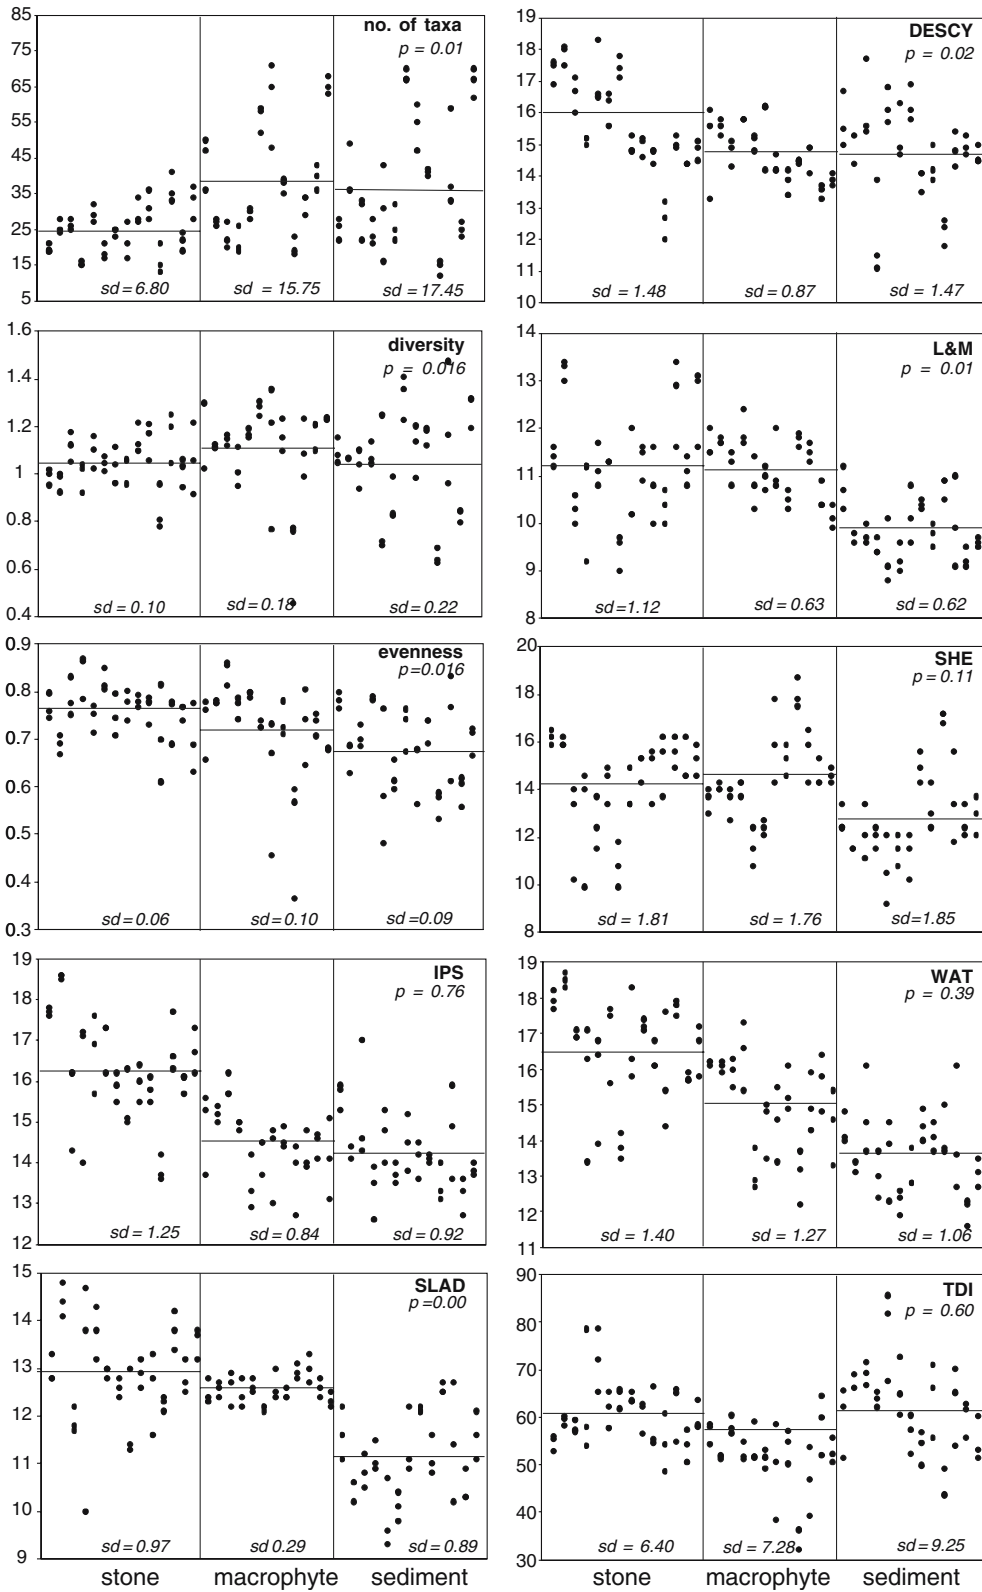 no. of taxa
p = 0.01
85
75
65
55
45
35
25
15
5
sd = 6.80
sd = 15.75
sd = 17.45
DESCY
p = 0.02
19
18
17
16
15
14
13
12
11
10
sd = 1.48
sd = 0.87
sd = 1.47
diversity
p = 0.016
1.6
1.4
1.2
1
0.8
0.6
0.4
sd = 0.10
sd = 0.18
sd = 0.22
L&M
p = 0.01
14
13
12
11
10
9
8
sd = 1.12
sd = 0.63
sd = 0.62
evenness
p=0.016
0.9
0.8
0.7
0.6
0.5
0.4
0.3
sd = 0.06
sd = 0.10
sd = 0.09
SHE
p = 0.11
20
18
16
14
12
10
8
sd = 1.81
sd = 1.76
sd=1.85
IPS
p = 0.76
19
18
17
16
15
14
13
12
sd = 1.25
sd = 0.84
sd = 0.92
WAT
p = 0.39
19
18
17
16
15
14
13
12
11
sd = 1.40
sd = 1.27
sd = 1.06
SLAD
p =0.00
15
14
13
12
11
10
9
sd = 0.97
sd 0.29
sd = 0.89
TDI
p = 0.60
90
80
70
60
50
40
30
sd = 6.40
sd = 7.28
sd = 9.25
stone macrophyte sediment
stone macrophyte sediment